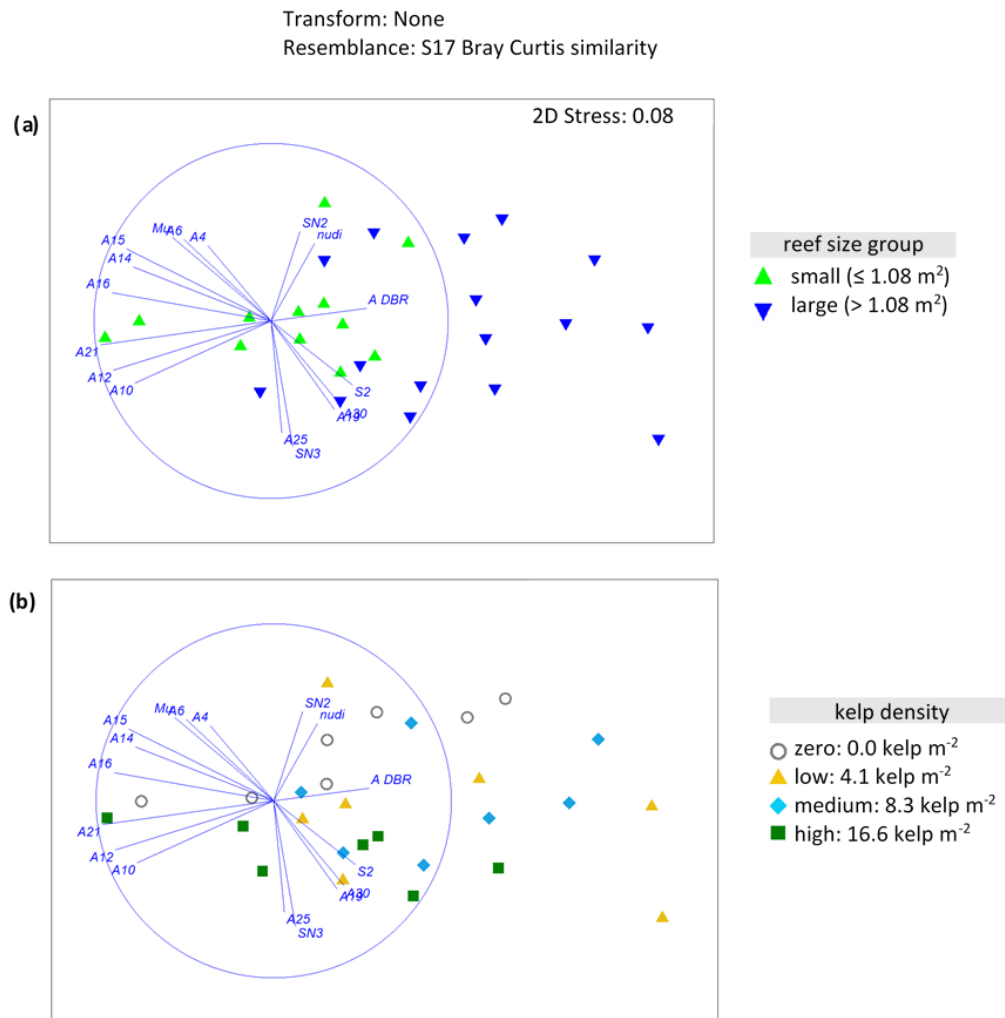 Transform: None
Resemblance: S17 Bray Curtis similarity
(a)
2D Stress: 0.08
SN2
nudi
Mu
A6
A4
A15
A14
A16
A DBR
A21
A12
A10
S2
A30
A19
A25
SN3
reef size group
small (≤ 1.08 m²)
large (> 1.08 m²)
(b)
SN2
nudi
Mu
A6
A4
A15
A14
A16
A DBR
A21
A12
A10
S2
A30
A19
A25
SN3
kelp density
zero: 0.0 kelp m⁻²
low: 4.1 kelp m⁻²
medium: 8.3 kelp m⁻²
high: 16.6 kelp m⁻²